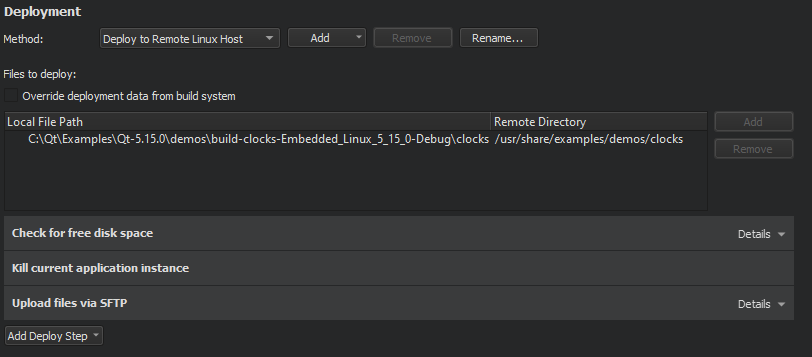 Deployment
Method: Deploy to Remote Linux Host Add Remove Rename...
Files to deploy:
Override deployment data from build system
Local File Path Remote Directory Add
C:\Qt\Examples\Qt-5.15.0\demos\build-clocks-Embedded_Linux_5_15_0-Debug\clocks /usr/share/examples/demos/clocks
Remove
Check for free disk space Details
Kill current application instance
Upload files via SFTP Details
Add Deploy Step